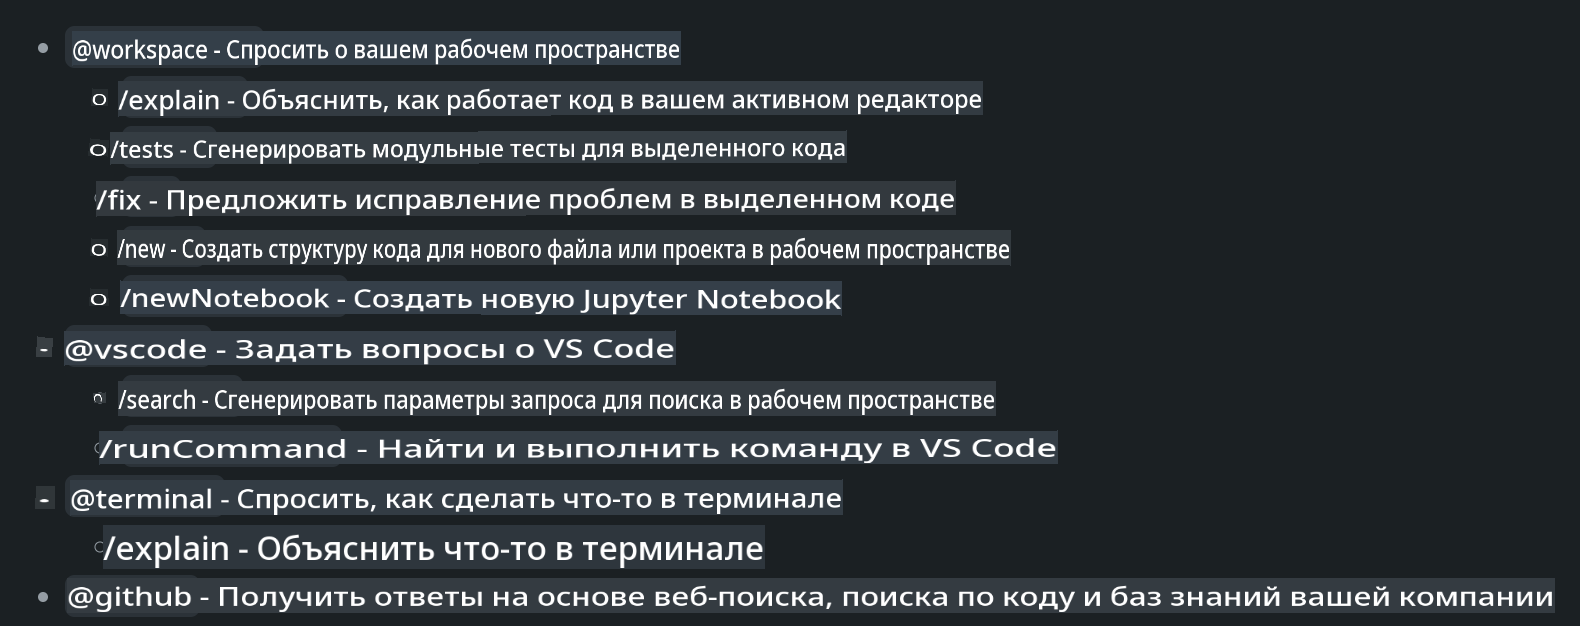 • @workspace - Спросить о вашем рабочем пространстве
o /explain - Объяснить, как работает код в вашем активном редакторе
o /tests - Сгенерировать модульные тесты для выделенного кода
/fix - Предложить исправление проблем в выделенном коде
o /new - Создать структуру кода для нового файла или проекта в рабочем пространстве
o /newNotebook - Создать новую Jupyter Notebook
- @vscode - Задать вопросы о VS Code
/search - Сгенерировать параметры запроса для поиска в рабочем пространстве
/runCommand - Найти и выполнить команду в VS Code
- @terminal - Спросить, как сделать что-то в терминале
/explain - Объяснить что-то в терминале
• @github - Получить ответы на основе веб-поиска, поиска по коду и баз знаний вашей компании